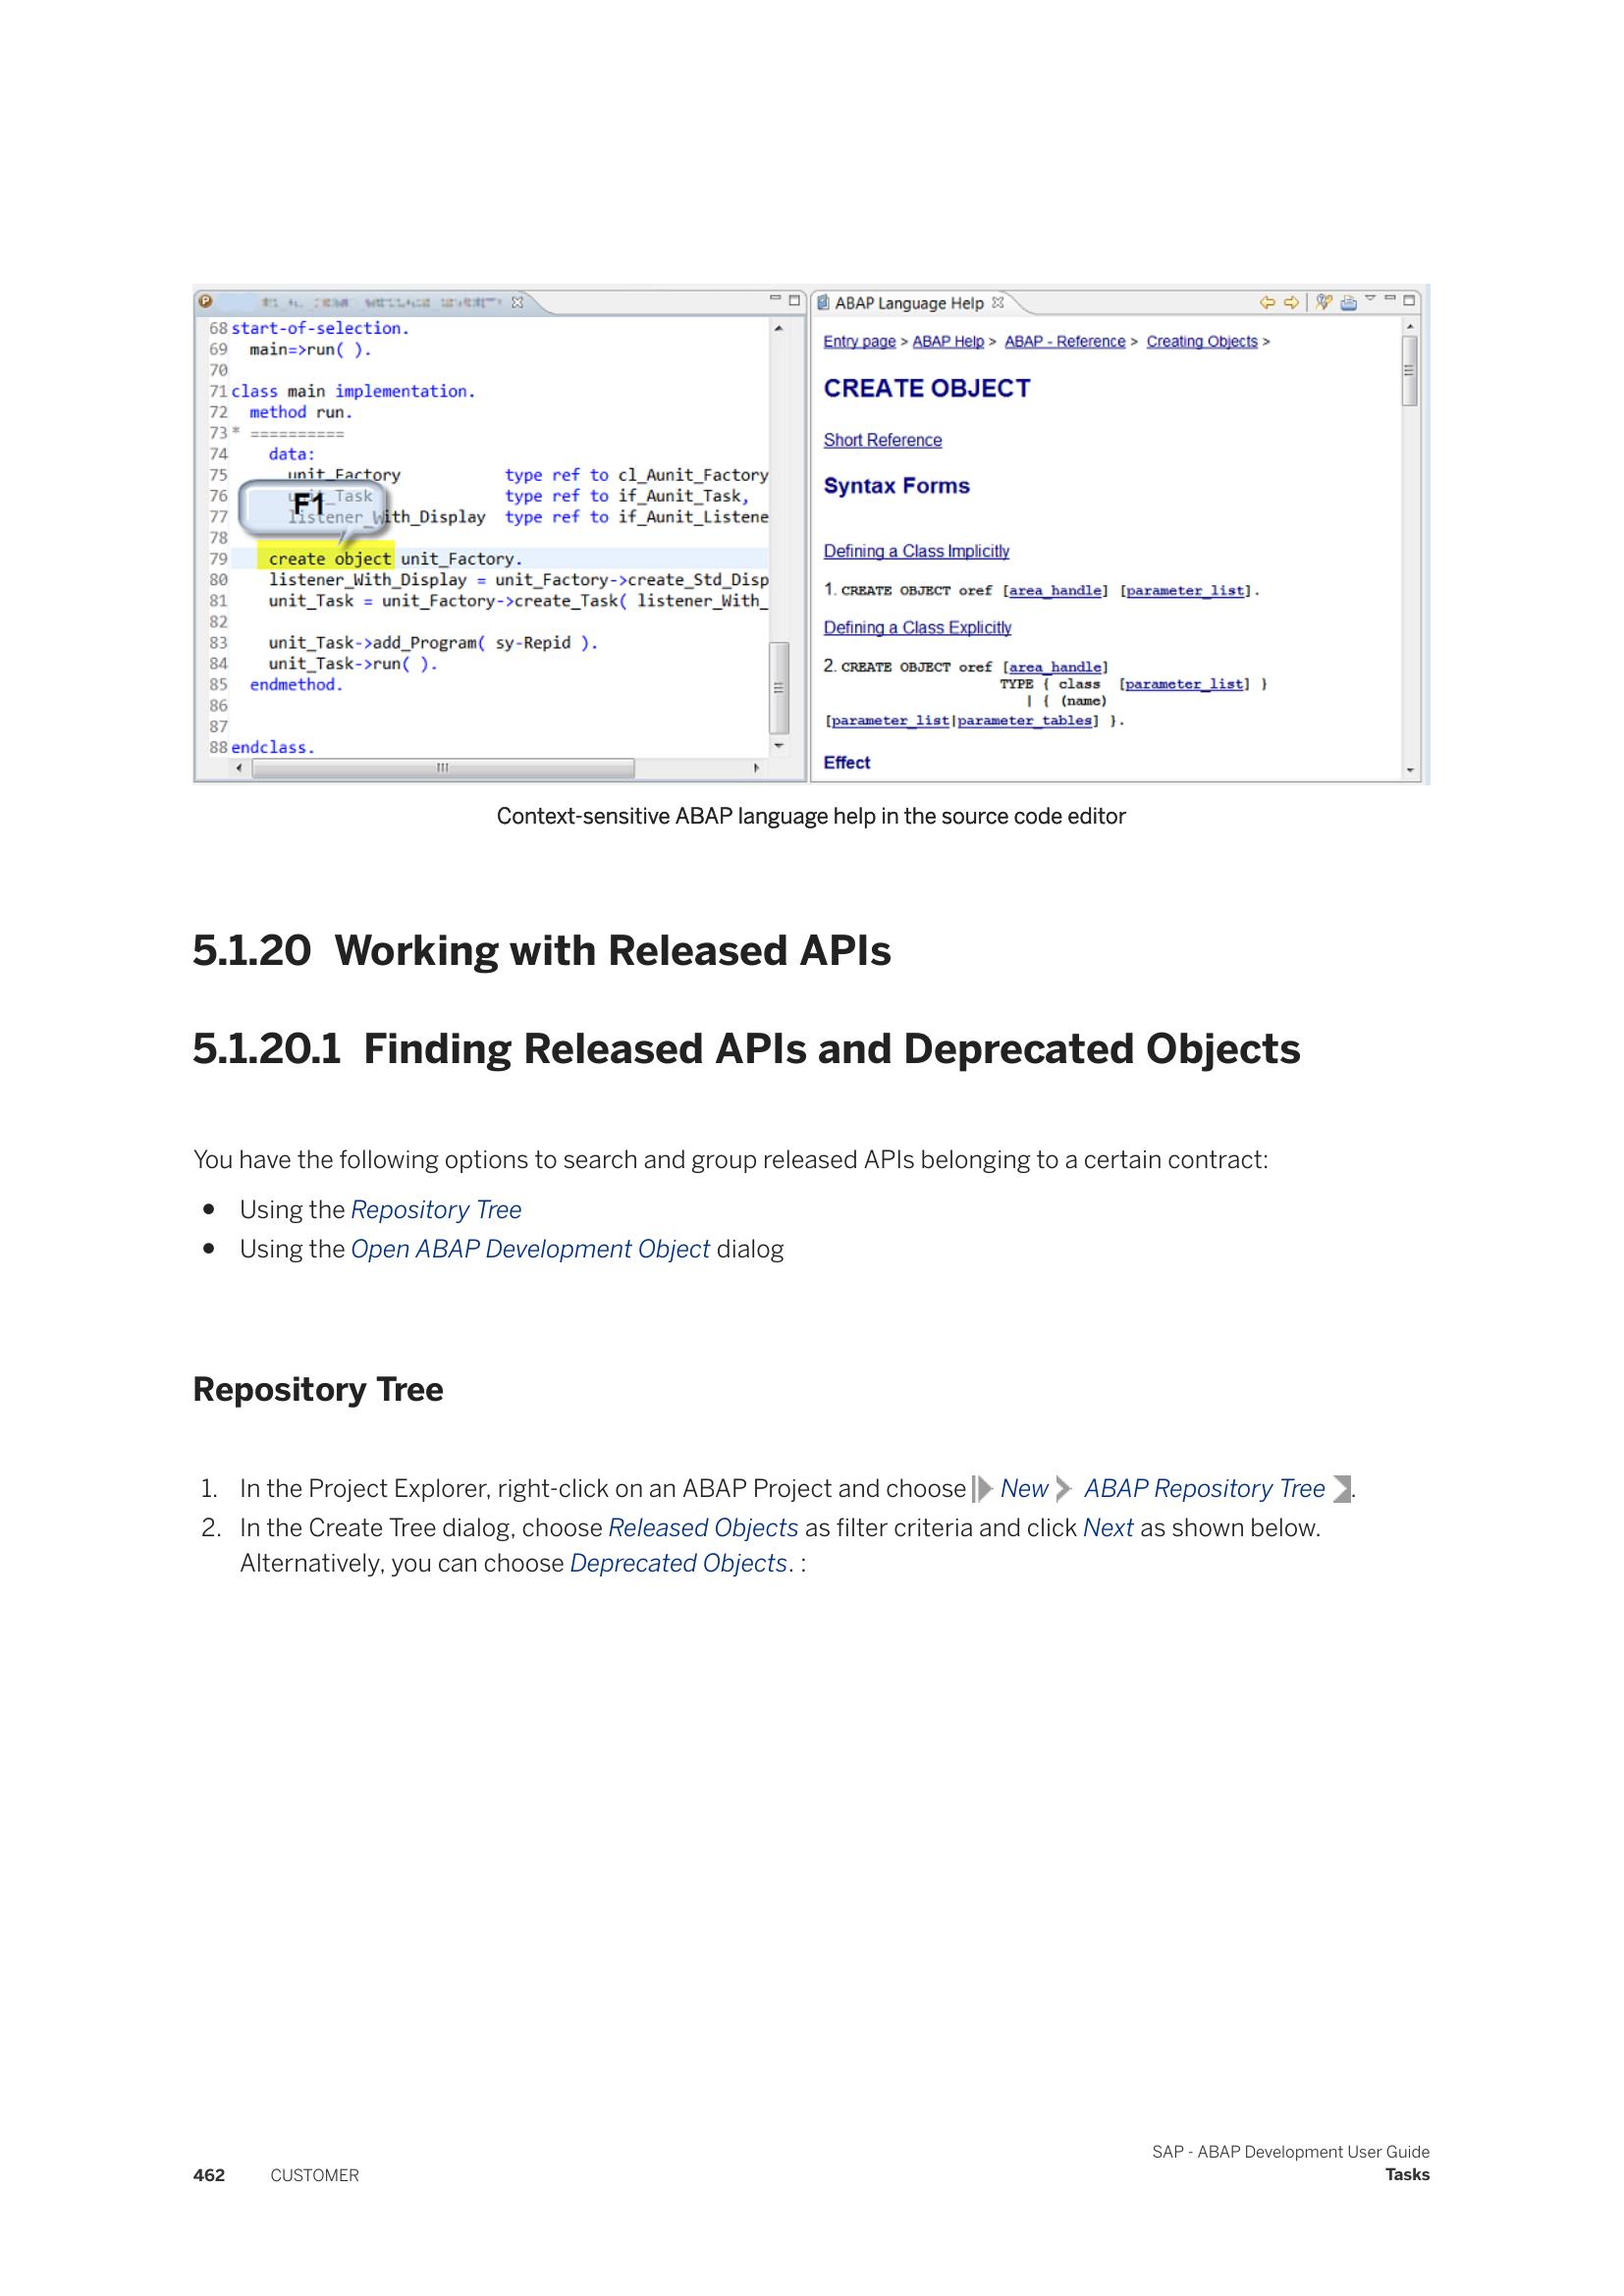 ABAP Language Help
68 start-of-selection.
69 main=>run( ).
70
71 class main implementation.
72 method run.
73 * ==========
74 data:
75 unit_Factory type ref to cl_Aunit_Factory
76 unit_Task type ref to if_Aunit_Task,
77 listener_With_Display type ref to if_Aunit_Listene
F1
78
79 create object unit_Factory.
80 listener_With_Display = unit_Factory->create_Std_Disp
81 unit_Task = unit_Factory->create_Task( listener_With_
82
83 unit_Task->add_Program( sy-Repid ).
84 unit_Task->run( ).
85 endmethod.
86
87
88 endclass.
Entry page > ABAP Help > ABAP - Reference > Creating Objects >
CREATE OBJECT
Short Reference
Syntax Forms
Defining a Class Implicitly
1. CREATE OBJECT oref [area_handle] [parameter_list].
Defining a Class Explicitly
2. CREATE OBJECT oref [area_handle]
TYPE { class [parameter_list] }
| { (name)
[parameter_list|parameter_tables] }.
Effect
Context-sensitive ABAP language help in the source code editor
5.1.20 Working with Released APIs
5.1.20.1 Finding Released APIs and Deprecated Objects
You have the following options to search and group released APIs belonging to a certain contract:
• Using the Repository Tree
• Using the Open ABAP Development Object dialog
Repository Tree
1. In the Project Explorer, right-click on an ABAP Project and choose New ABAP Repository Tree .
2. In the Create Tree dialog, choose Released Objects as filter criteria and click Next as shown below.
Alternatively, you can choose Deprecated Objects. :
SAP - ABAP Development User Guide
462 CUSTOMER Tasks